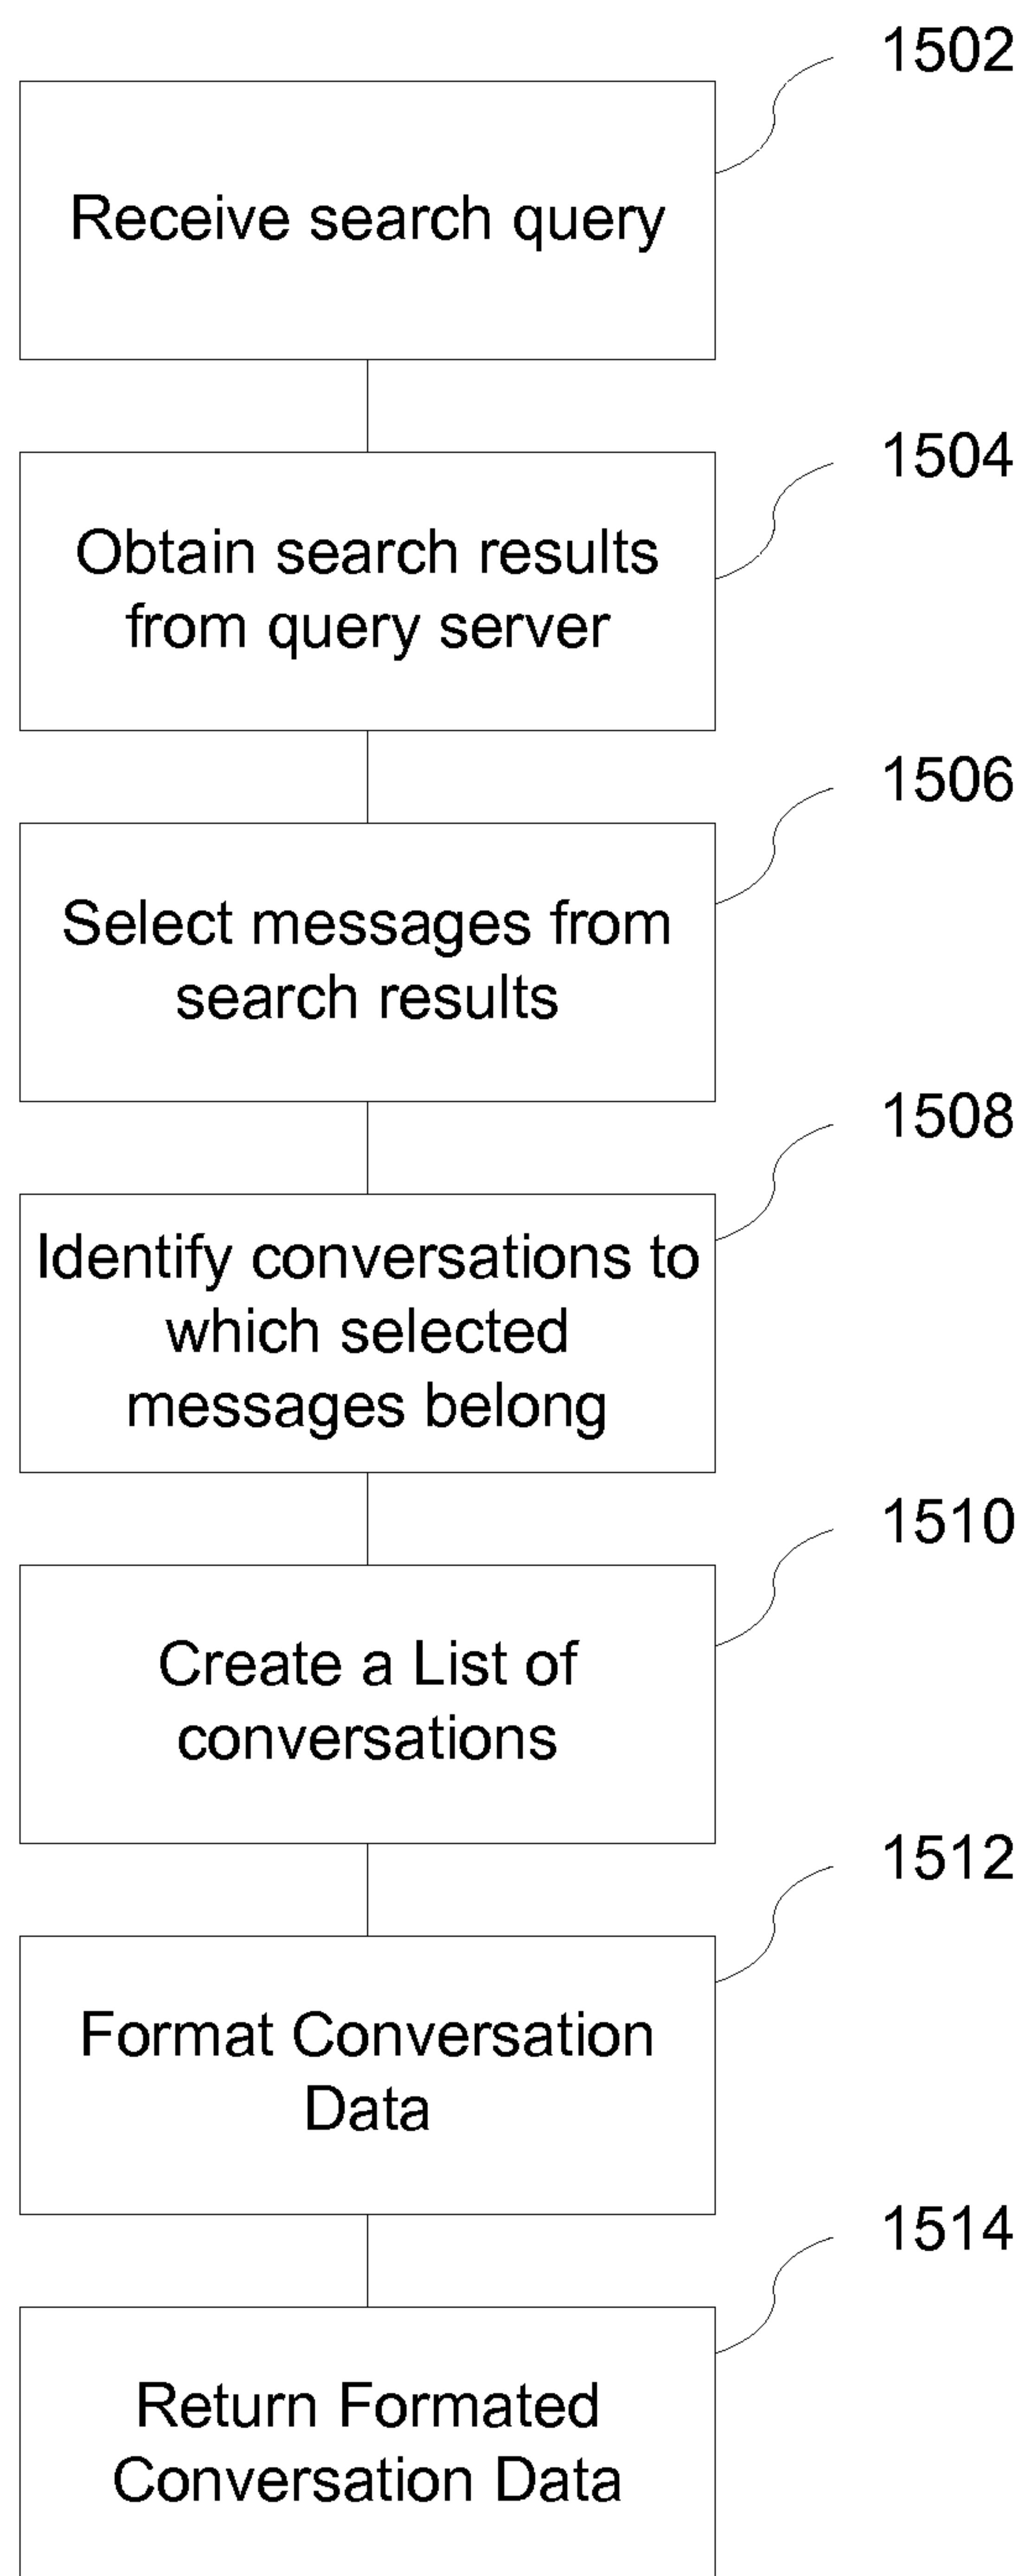 1502
Receive search query
1504
Obtain search results
from query server
1506
Select messages from
search results
1508
Identify conversations to
which selected
messages belong
1510
Create a List of
conversations
1512
Format Conversation
Data
1514
Return Formated
Conversation Data